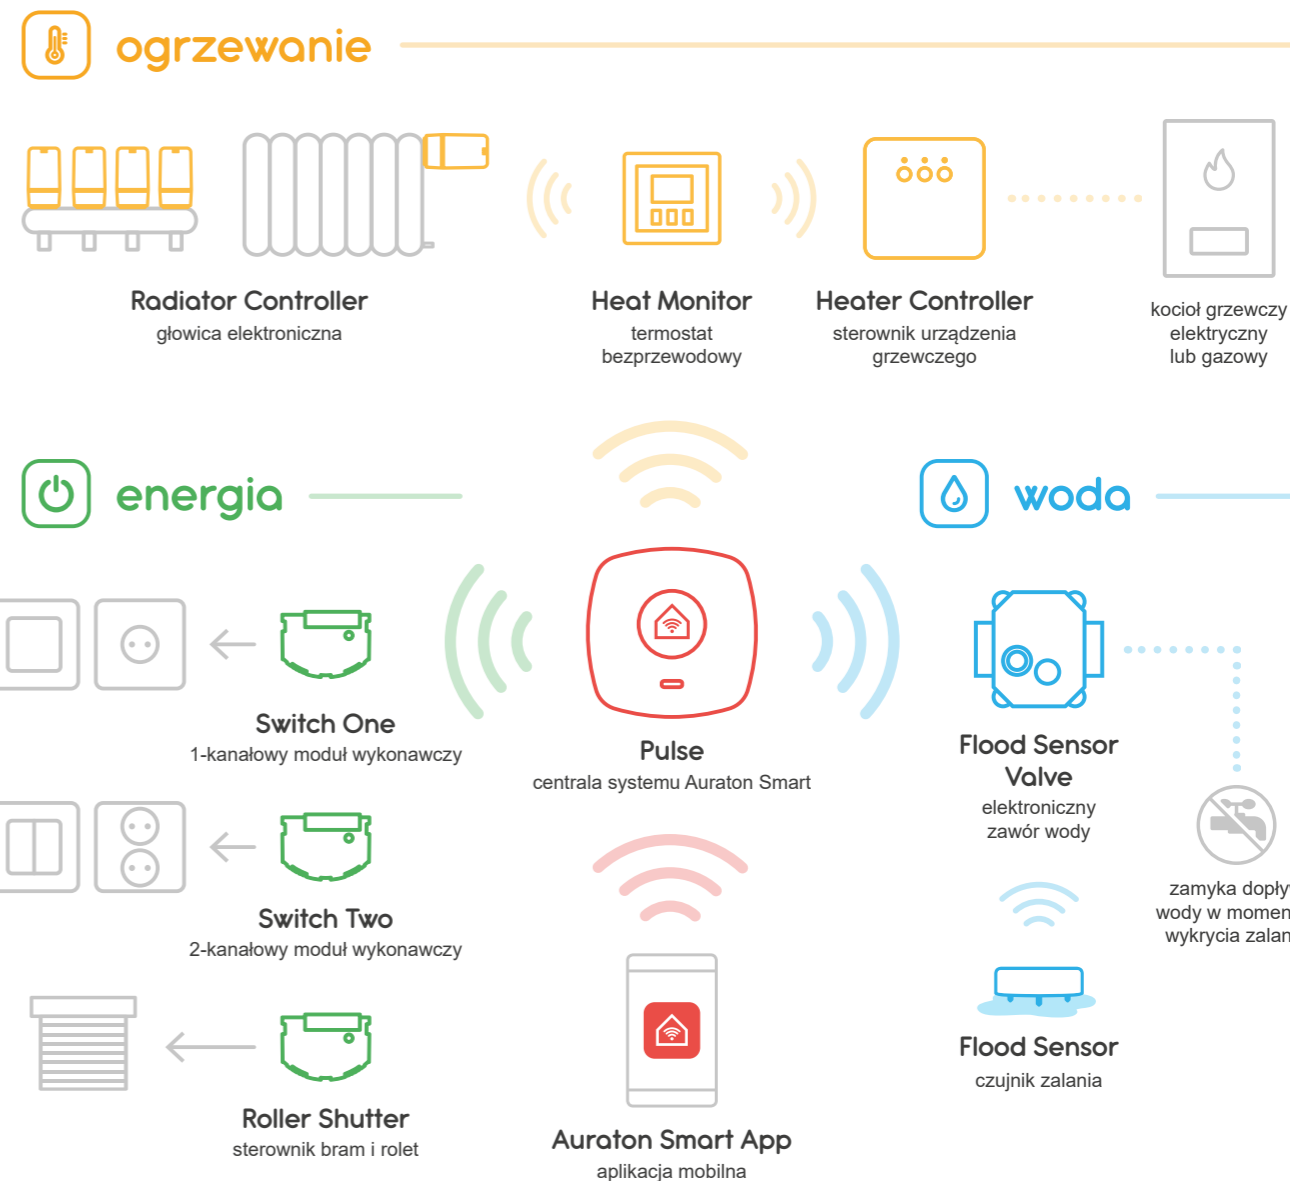 ogrzewanie
Radiator Controller
głowica elektroniczna
Heat Monitor
termostat
bezprzewodowy
Heater Controller
sterownik urządzenia
grzewczego
kocioł grzewczy
elektryczny
lub gazowy
energia
woda
Switch One
1-kanałowy moduł wykonawczy
Switch Two
2-kanałowy moduł wykonawczy
Roller Shutter
sterownik bram i rolet
Pulse
centrala systemu Auraton Smart
Auraton Smart App
aplikacja mobilna
Flood Sensor
Valve
elektroniczny
zawór wody
zamyka
wody w
wykrycia
Flood Sensor
czujnik zalania